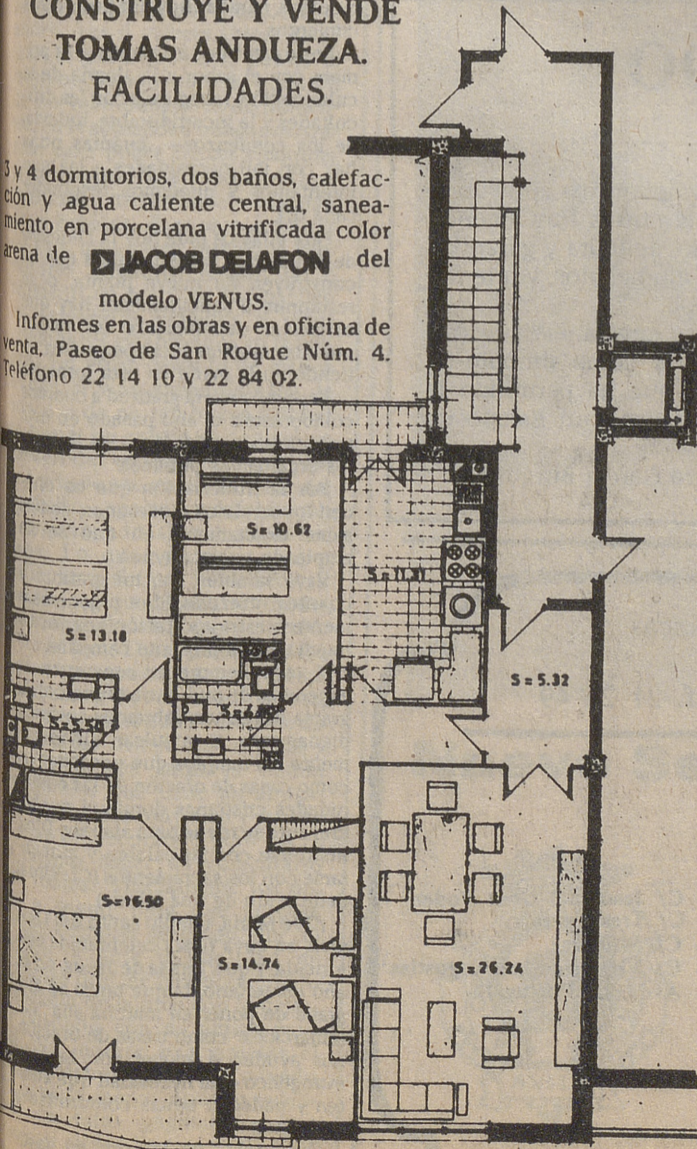 CONSTRUYE Y VENDE
TOMAS ANDUEZA.
FACILIDADES.
3 y 4 dormitorios, dos baños, calefac-
ción y agua caliente central, sanea-
miento en porcelana vitrificada color
arena de JACOB DELAFON del
modelo VENUS.
Informes en las obras y en oficina de
venta, Paseo de San Roque Núm. 4.
Teléfono 22 14 10 y 22 84 02.
S=10.62
S=13.18
S=5.32
S=16.50
S=14.74
S=26.24